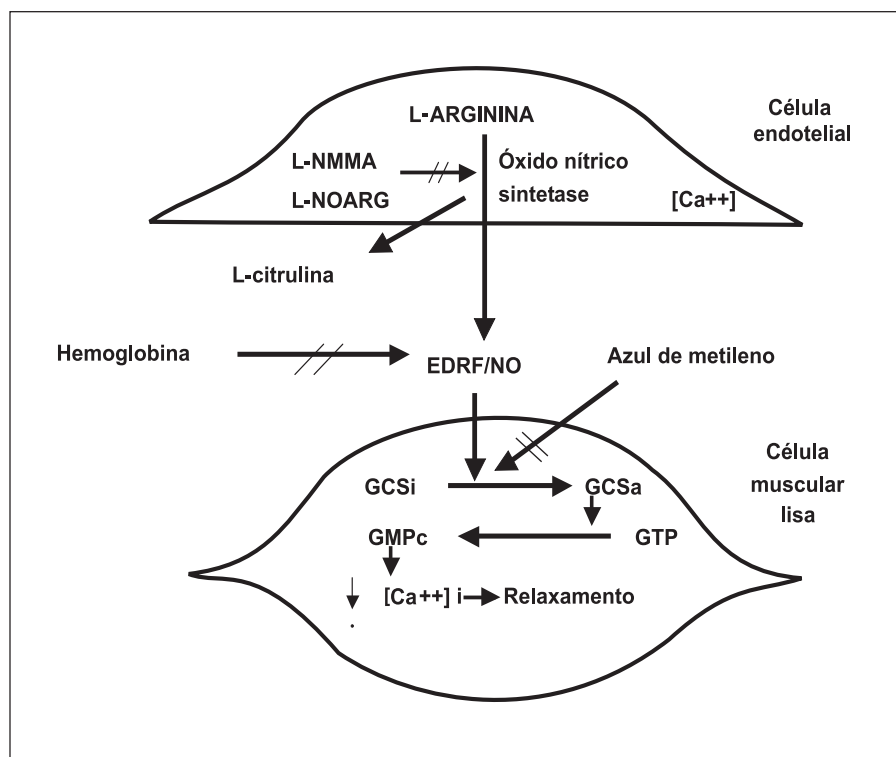 L-ARGININA
Célula
endotelial
L-NMMA
Óxido nítrico
L-NOARG
sintetase
[Ca++]
L-citrulina
Hemoglobina
EDRF/NO
Azul de metileno
Célula
muscular
lisa
GCSi
GCSa
GMPc
GTP
[Ca++] i
Relaxamento